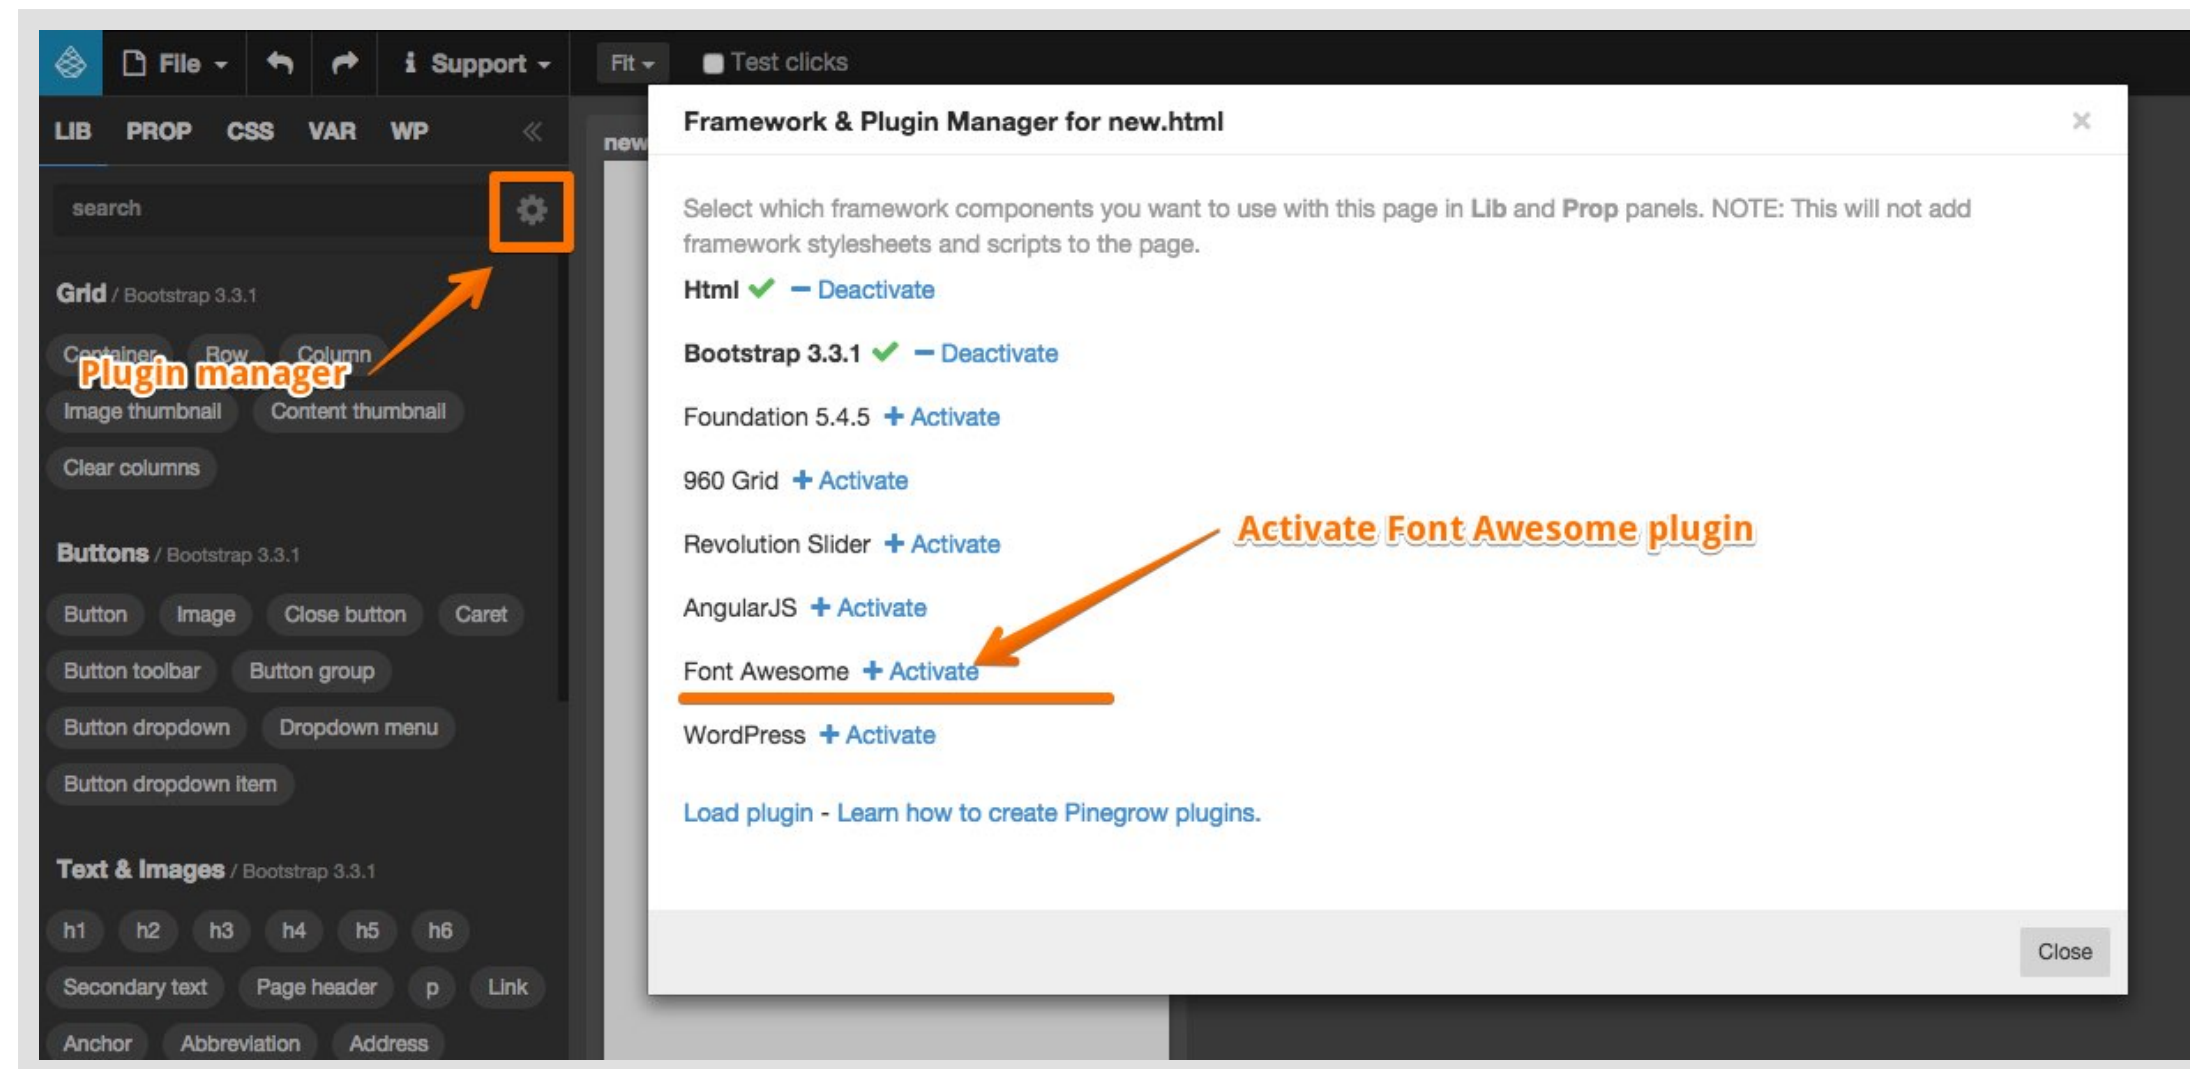 File
Support
Fit
Test clicks
LIB PROP CSS VAR WP
new
Framework & Plugin Manager for new.html
×
search
Select which framework components you want to use with this page in Lib and Prop panels. NOTE: This will not add
framework stylesheets and scripts to the page.
Html — Deactivate
Bootstrap 3.3.1 — Deactivate
Foundation 5.4.5 + Activate
960 Grid + Activate
Revolution Slider + Activate
AngularJS + Activate
Font Awesome + Activate
WordPress + Activate
Load plugin - Learn how to create Pinegrow plugins.
Close
Activate Font Awesome plugin
Plugin manager
Grid / Bootstrap 3.3.1
Container Row Column
Image thumbnail Content thumbnail
Clear columns
Buttons / Bootstrap 3.3.1
Button Image Close button Caret
Button toolbar Button group
Button dropdown Dropdown menu
Button dropdown item
Text & Images / Bootstrap 3.3.1
h1 h2 h3 h4 h5 h6
Secondary text Page header p Link
Anchor Abbreviation Address